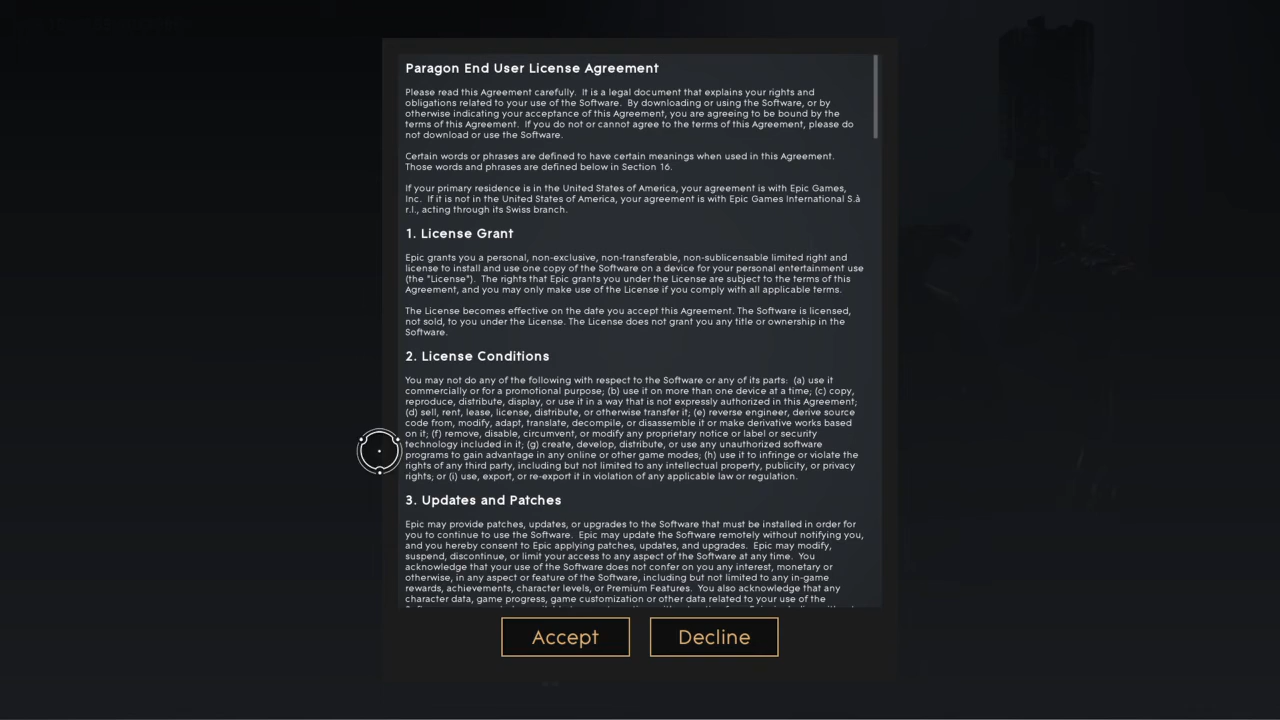 Paragon End User License Agreement
Please read this Agreement carefully.  It is a legal document that explains your rights and
obligations related to your use of the Software.  By downloading or using the Software, or by
otherwise indicating your acceptance of this Agreement, you are agreeing to be bound by the
terms of this Agreement.  If you do not or cannot agree to the terms of this Agreement, please do
not download or use the Software.
Certain words or phrases are defined to have certain meanings when used in this Agreement.
Those words and phrases are defined below in Section 16.
If your primary residence is in the United States of America, your agreement is with Epic Games,
Inc.  If it is not in the United States of America, your agreement is with Epic Games International S.à
r.l., acting through its Swiss branch.
1. License Grant
Epic grants you a personal, non-exclusive, non-transferable, non-sublicensable limited right and
license to install and use one copy of the Software on a device for your personal entertainment use
(the "License").  The rights that Epic grants you under the License are subject to the terms of this
Agreement, and you may only make use of the License if you comply with all applicable terms.
The License becomes effective on the date you accept this Agreement. The Software is licensed,
not sold, to you under the License. The License does not grant you any title or ownership in the
Software.
2. License Conditions
You may not do any of the following with respect to the Software or any of its parts:  (a) use it
commercially or for a promotional purpose; (b) use it on more than one device at a time; (c) copy,
reproduce, distribute, display, or use it in a way that is not expressly authorized in this Agreement;
(d) sell, rent, lease, license, distribute, or otherwise transfer it; (e) reverse engineer, derive source
code from, modify, adapt, translate, decompile, or disassemble it or make derivative works based
on it; (f) remove, disable, circumvent, or modify any proprietary notice or label or security
technology included in it; (g) create, develop, distribute, or use any unauthorized software
programs to gain advantage in any online or other game modes; (h) use it to infringe or violate the
rights of any third party, including but not limited to any intellectual property, publicity, or privacy
rights; or (i) use, export, or re-export it in violation of any applicable law or regulation.
3. Updates and Patches
Epic may provide patches, updates, or upgrades to the Software that must be installed in order for
you to continue to use the Software.  Epic may update the Software remotely without notifying you,
and you hereby consent to Epic applying patches, updates, and upgrades.  Epic may modify,
suspend, discontinue, or limit your access to any aspect of the Software at any time.  You
acknowledge that your use of the Software does not confer on you any interest, monetary or
otherwise, in any aspect or feature of the Software, including but not limited to any in-game
rewards, achievements, character levels, or Premium Features.  You also acknowledge that any
character data, game progress, game customization or other data related to your use of the
Accept
Decline